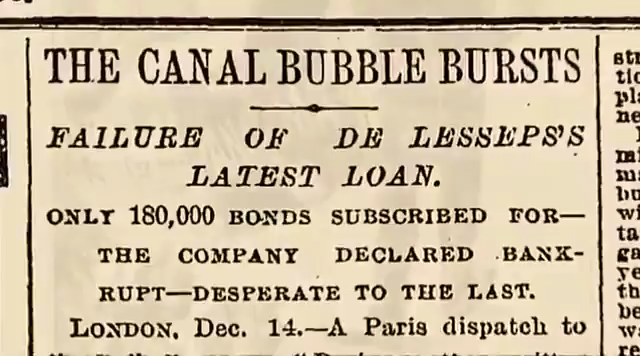 THE CANAL BUBBLE BURSTS
FAILURE OF DE LESSEPS'S
LATEST LOAN.
ONLY 180,000 BONDS SUBSCRIBED FOR—
THE COMPANY DECLARED BANK-
RUPT—DESPERATE TO THE LAST.
LONDON, Dec. 14.—A Paris dispatch to